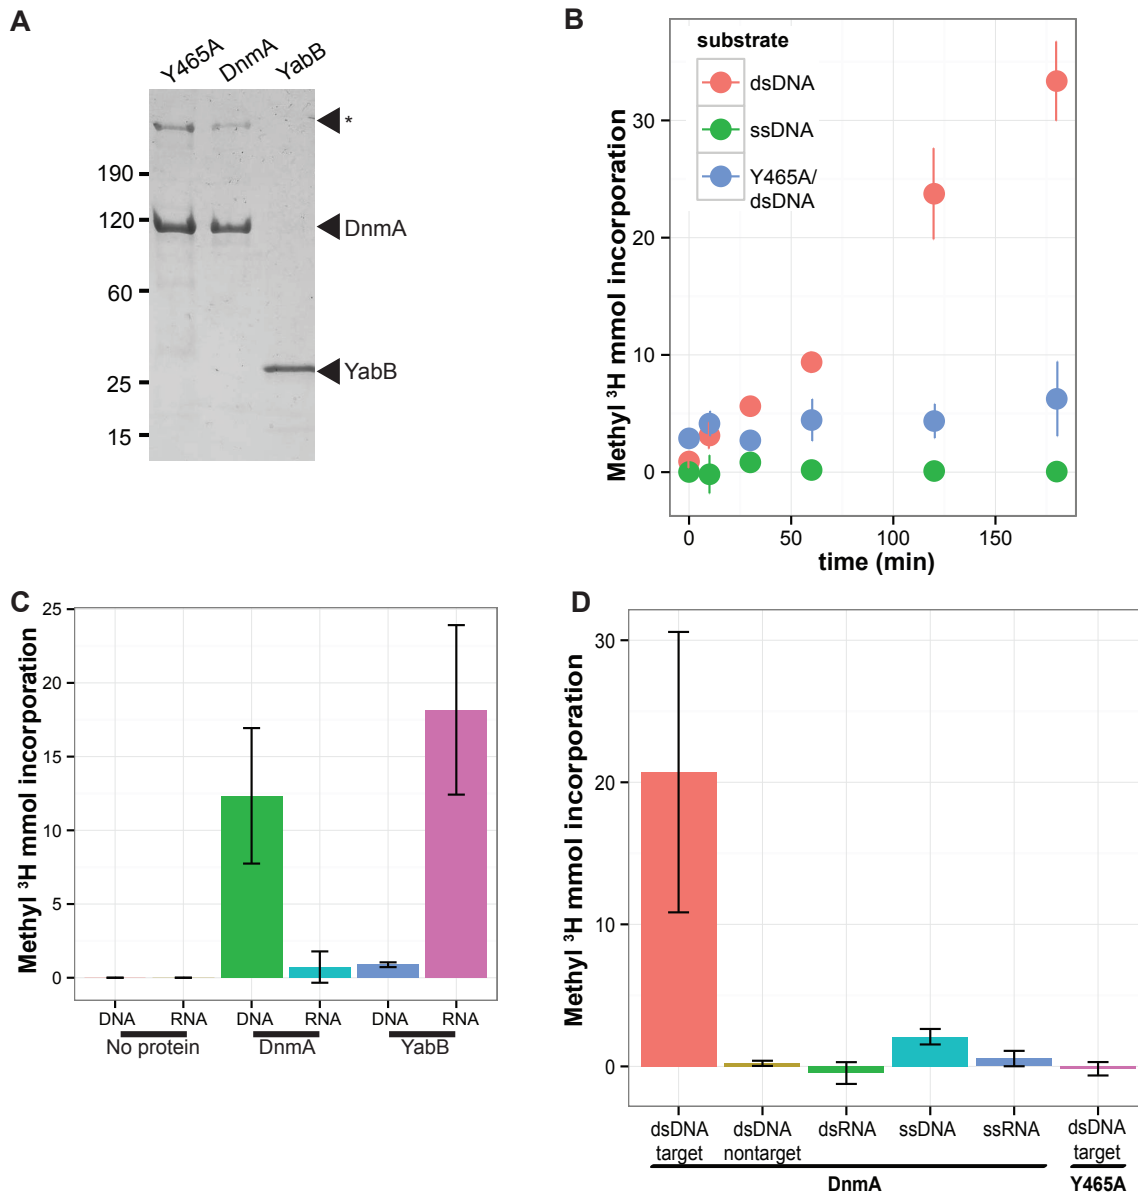 A
Y465A DnmA YabB
*
190
120
DnmA
60
YabB
25
15
B
substrate
dsDNA
ssDNA
Y465A/
dsDNA
Methyl ³H mmol incorporation
30
20
10
0
0 50 100 150
time (min)
C
Methyl ³H mmol incorporation
25
20
15
10
5
0
DNA RNA DNA RNA DNA RNA
No protein DnmA YabB
D
Methyl ³H mmol incorporation
30
20
10
0
dsDNA dsDNA dsRNA ssDNA ssRNA dsDNA
target nontarget target
DnmA Y465A